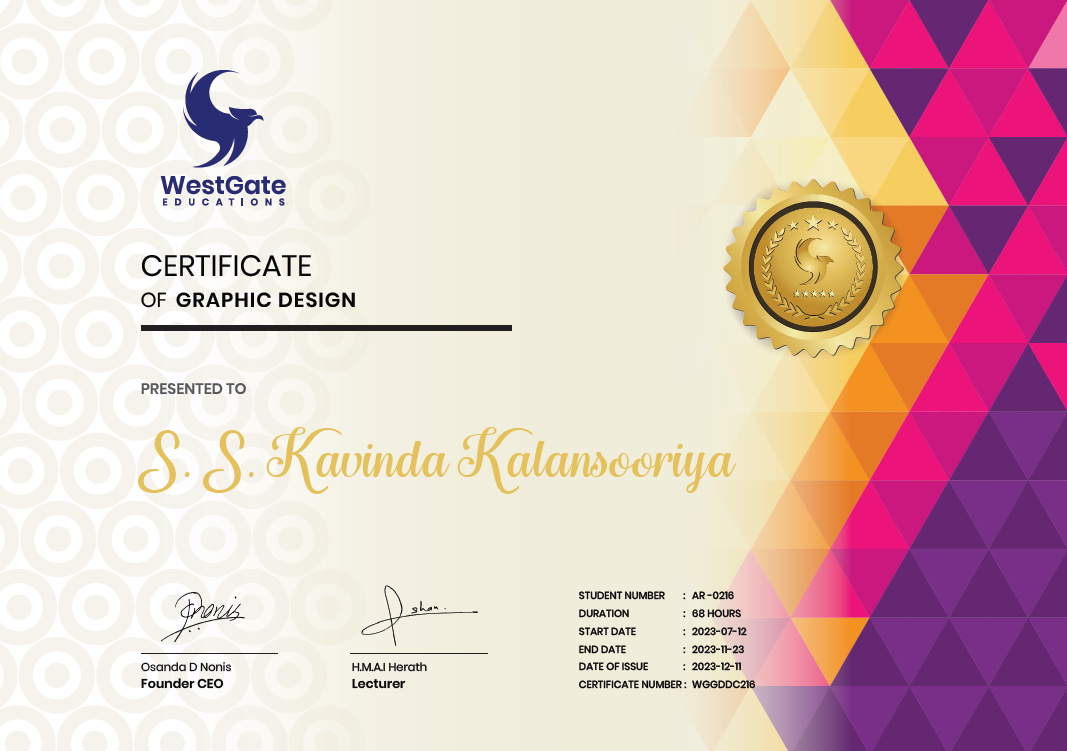 WestGate
EDUCATIONS
CERTIFICATE
OF GRAPHIC DESIGN
PRESENTED TO
S. S. Kavinda Kalansooriya
Osanda D Nonis
Founder CEO
H.M.A.I Herath
Lecturer
STUDENT NUMBER : AR-0216
DURATION : 68 HOURS
START DATE : 2023-07-12
END DATE : 2023-11-23
DATE OF ISSUE : 2023-12-11
CERTIFICATE NUMBER : WGGDDC216